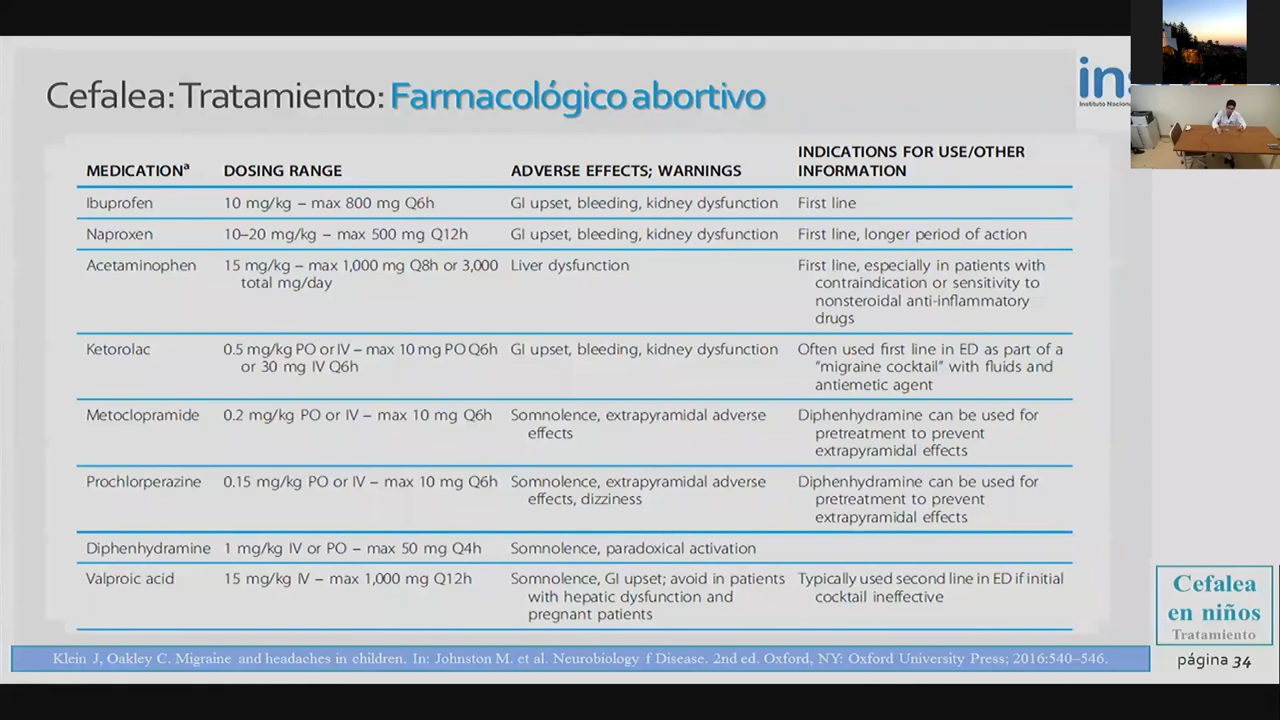 Cefalea: Tratamiento: Farmacológico abortivo
MEDICATIONa
DOSING RANGE
ADVERSE EFFECTS; WARNINGS
INDICATIONS FOR USE/OTHER
INFORMATION
Ibuprofen
10 mg/kg – max 800 mg Q6h
GI upset, bleeding, kidney dysfunction
First line
Naproxen
10–20 mg/kg – max 500 mg Q12h
GI upset, bleeding, kidney dysfunction
First line, longer period of action
Acetaminophen
15 mg/kg – max 1,000 mg Q8h or 3,000
total mg/day
Liver dysfunction
First line, especially in patients with
contraindication or sensitivity to
nonsteroidal anti-inflammatory
drugs
Ketorolac
0.5 mg/kg PO or IV – max 10 mg PO Q6h
or 30 mg IV Q6h
GI upset, bleeding, kidney dysfunction
Often used first line in ED as part of a
“migraine cocktail” with fluids and
antiemetic agent
Metoclopramide
0.2 mg/kg PO or IV – max 10 mg Q6h
Somnolence, extrapyramidal adverse
effects
Diphenhydramine can be used for
pretreatment to prevent
extrapyramidal effects
Prochlorperazine
0.15 mg/kg PO or IV – max 10 mg Q6h
Somnolence, extrapyramidal adverse
effects, dizziness
Diphenhydramine can be used for
pretreatment to prevent
extrapyramidal effects
Diphenhydramine
1 mg/kg IV or PO – max 50 mg Q4h
Somnolence, paradoxical activation
Valproic acid
15 mg/kg IV – max 1,000 mg Q12h
Somnolence, GI upset; avoid in patients
with hepatic dysfunction and
pregnant patients
Typically used second line in ED if initial
cocktail ineffective
Klein J, Oakley C. Migraine and headaches in children. In: Johnston M. et al. Neurobiology f Disease. 2nd ed. Oxford, NY: Oxford University Press; 2016:540–546.
Cefalea
en niños
Tratamiento
página 34